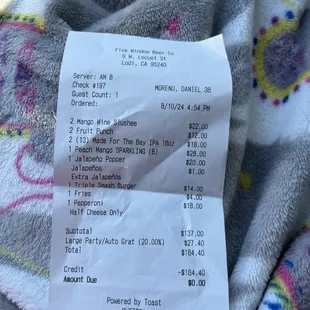 Five Window Beer Co
9 W. Locust St
Lodi, CA 95240
Server: AM B
Check #197
MORENO, DANIEL 3B
Guest Count: 1
Ordered:
8/10/24 4:54 PM
2 Mango Wine Slushee $22.00
2 Fruit Punch $12.00
2 (13) Made For The Bay IPA 16oz $18.00
1 Peach Mango SPARKLING (B) $28.00
1 Jalapeño Popper $20.00
Jalapeños $1.00
Extra Jalapeños
1 Triple Smash Burger $14.00
1 Fries $4.00
1 Pepperoni $18.00
Half Cheese Only
Subtotal $137.00
Large Party/Auto Grat (20.00%) $27.40
Total $164.40
Credit -$164.40
Amount Due $0.00
Powered by Toast